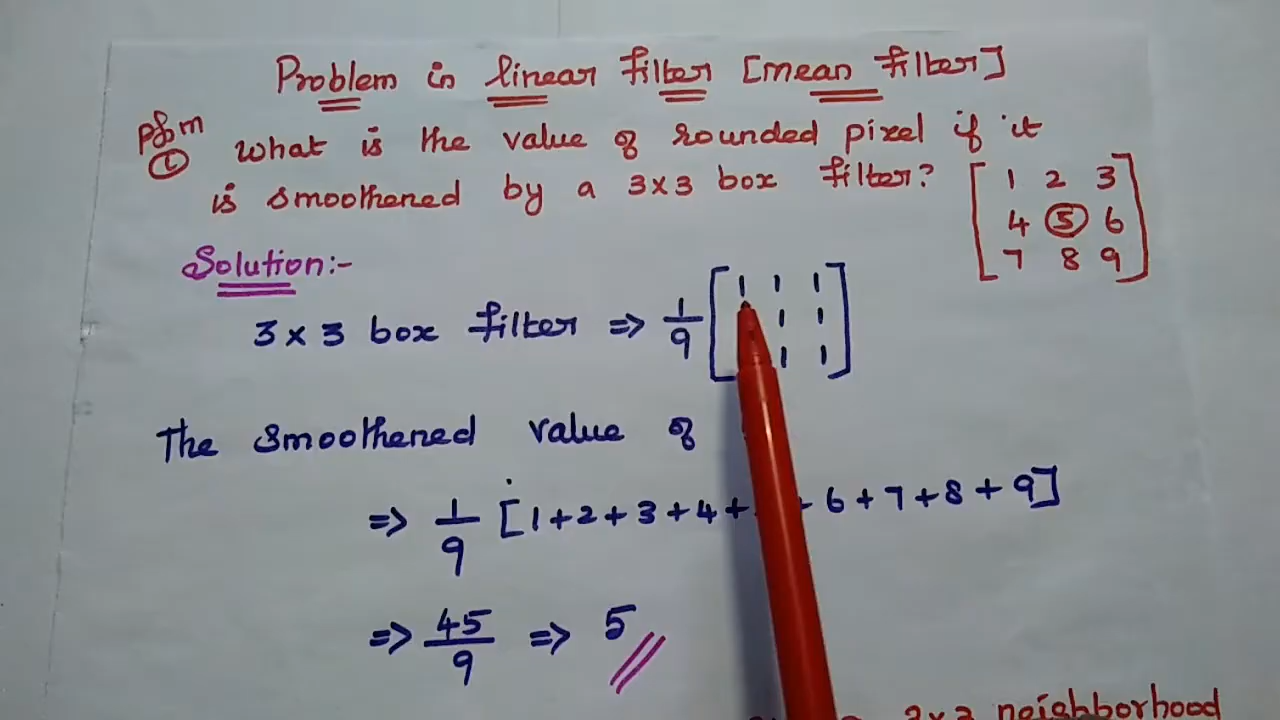 Problem in linear filter [mean filter]
pbm ① what is the value of rounded pixel if it
is smoothened by a 3x3 box filter? [1 2 3
4 ⑤ 6
7 8 9]
Solution:-
3 x 3 box filter => 1/9 [1 1 1
1 1
1 1]
The smoothened value of
=> 1/9 [1+2+3+4+ 6+7+8+9]
=> 45/9 => 5
neighborhood